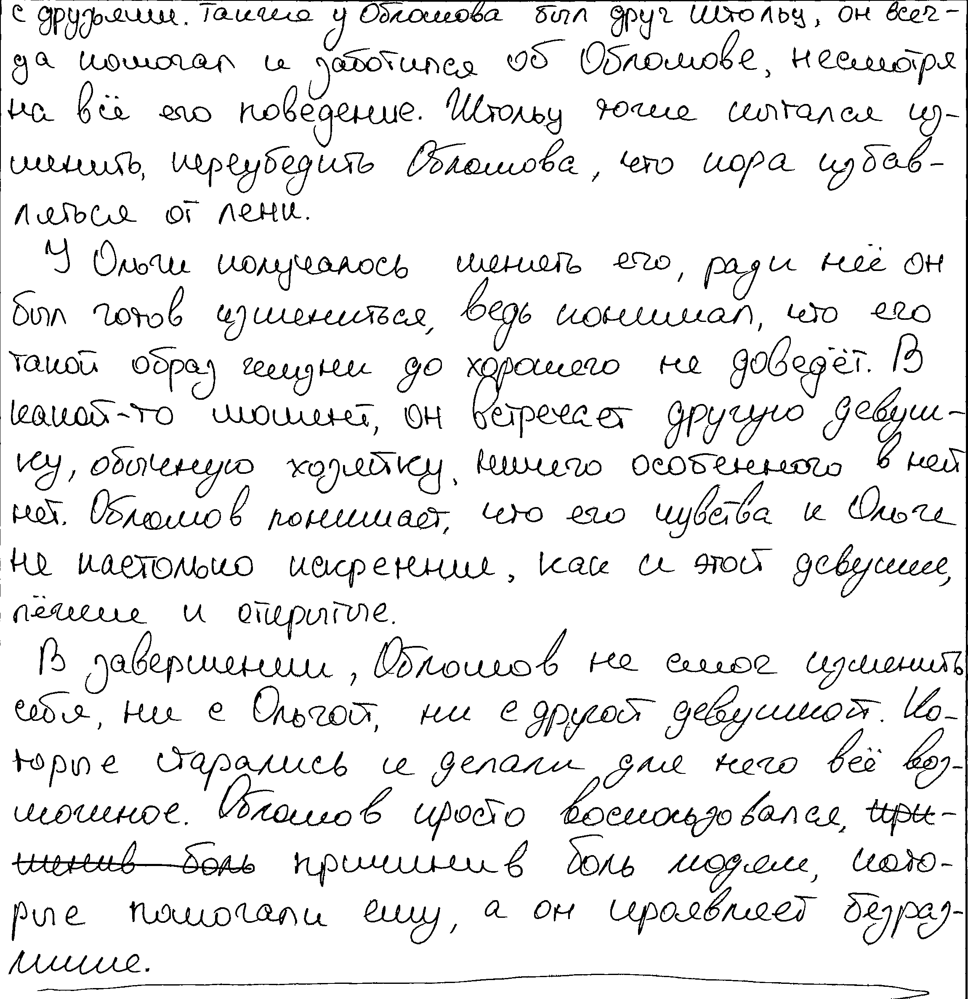 с друзьями. Также у Обломова был друг Штольц, он всег-
да помогал и заботился об Обломове, несмотря
на всё его поведение. Штольц тоже пытался из-
менить, переубедить Обломова, что пора избав-
ляться от лени.
У Ольги получалось менять его, ради неё он
был готов измениться, ведь понимал, что его
такой образ жизни до хорошего не доведёт. В
какой-то момент, он встречает другую девуш-
ку, обычную хозяйку, ничего особенного в ней
нет. Обломов понимает, что его чувства к Ольге
не настолько искренние, как к этой девушке,
лёгкие и открытые.
В завершении, Обломов не смог изменить
себя, ни с Ольгой, ни с другой девушкой. Ко-
торые старались и делали для него всё воз-
можное. Обломов просто воспользовался, при-
чинив боль причинив боль людям, кото-
рые помогали ему, а он проявляет безраз-
личие.